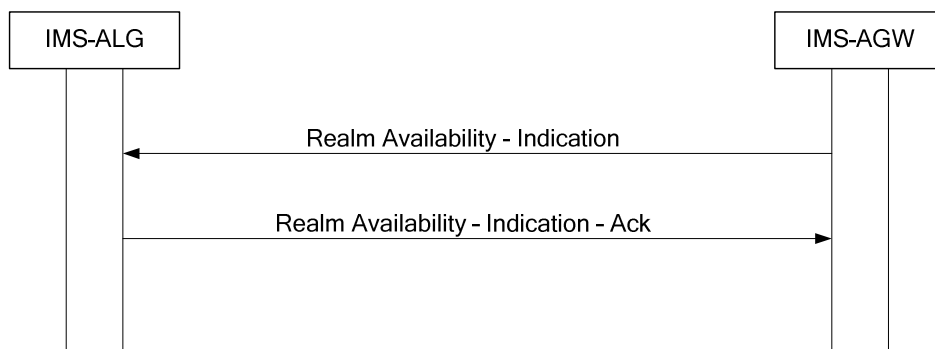 IMS-ALG
IMS-AGW
Realm Availability - Indication
Realm Availability - Indication - Ack